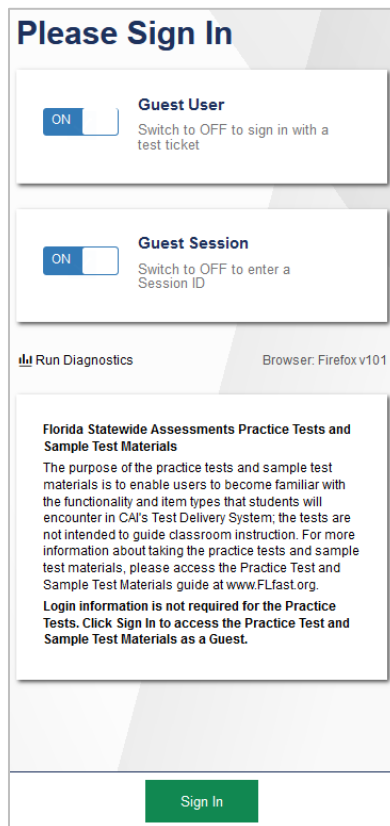 Please Sign In
ON
Guest User
Switch to OFF to sign in with a
test ticket
ON
Guest Session
Switch to OFF to enter a
Session ID
Run Diagnostics
Browser: Firefox v101
Florida Statewide Assessments Practice Tests and
Sample Test Materials
The purpose of the practice tests and sample test
materials is to enable users to become familiar with
the functionality and item types that students will
encounter in CAI's Test Delivery System; the tests are
not intended to guide classroom instruction. For more
information about taking the practice tests and sample
test materials, please access the Practice Test and
Sample Test Materials guide at www.FLfast.org.
Login information is not required for the Practice
Tests. Click Sign In to access the Practice Test and
Sample Test Materials as a Guest.
Sign In